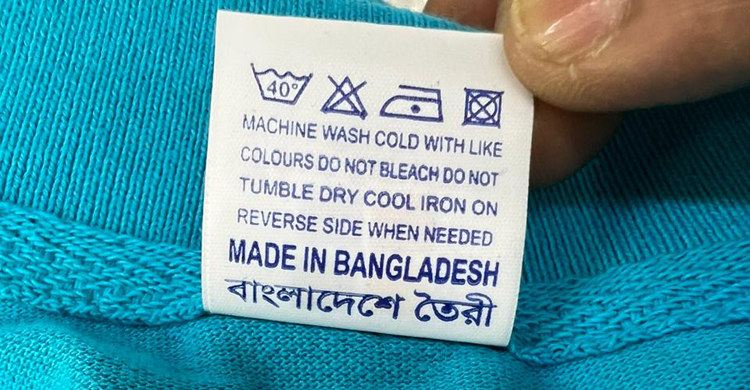 40°
MACHINE WASH COLD WITH LIKE
COLOURS DO NOT BLEACH DO NOT
TUMBLE DRY COOL IRON ON
REVERSE SIDE WHEN NEEDED
MADE IN BANGLADESH
বাংলাদেশে তৈরী